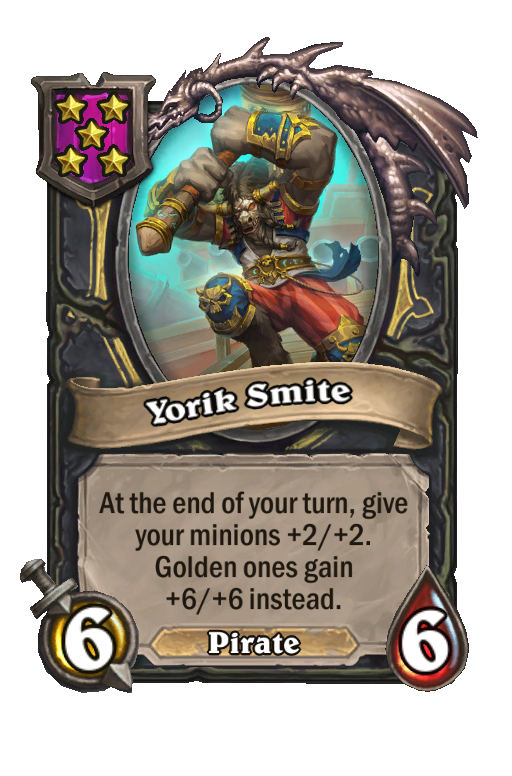 Yorik Smite
At the end of your turn, give
your minions +2/+2.
Golden ones gain
+6/+6 instead.
6
Pirate
6